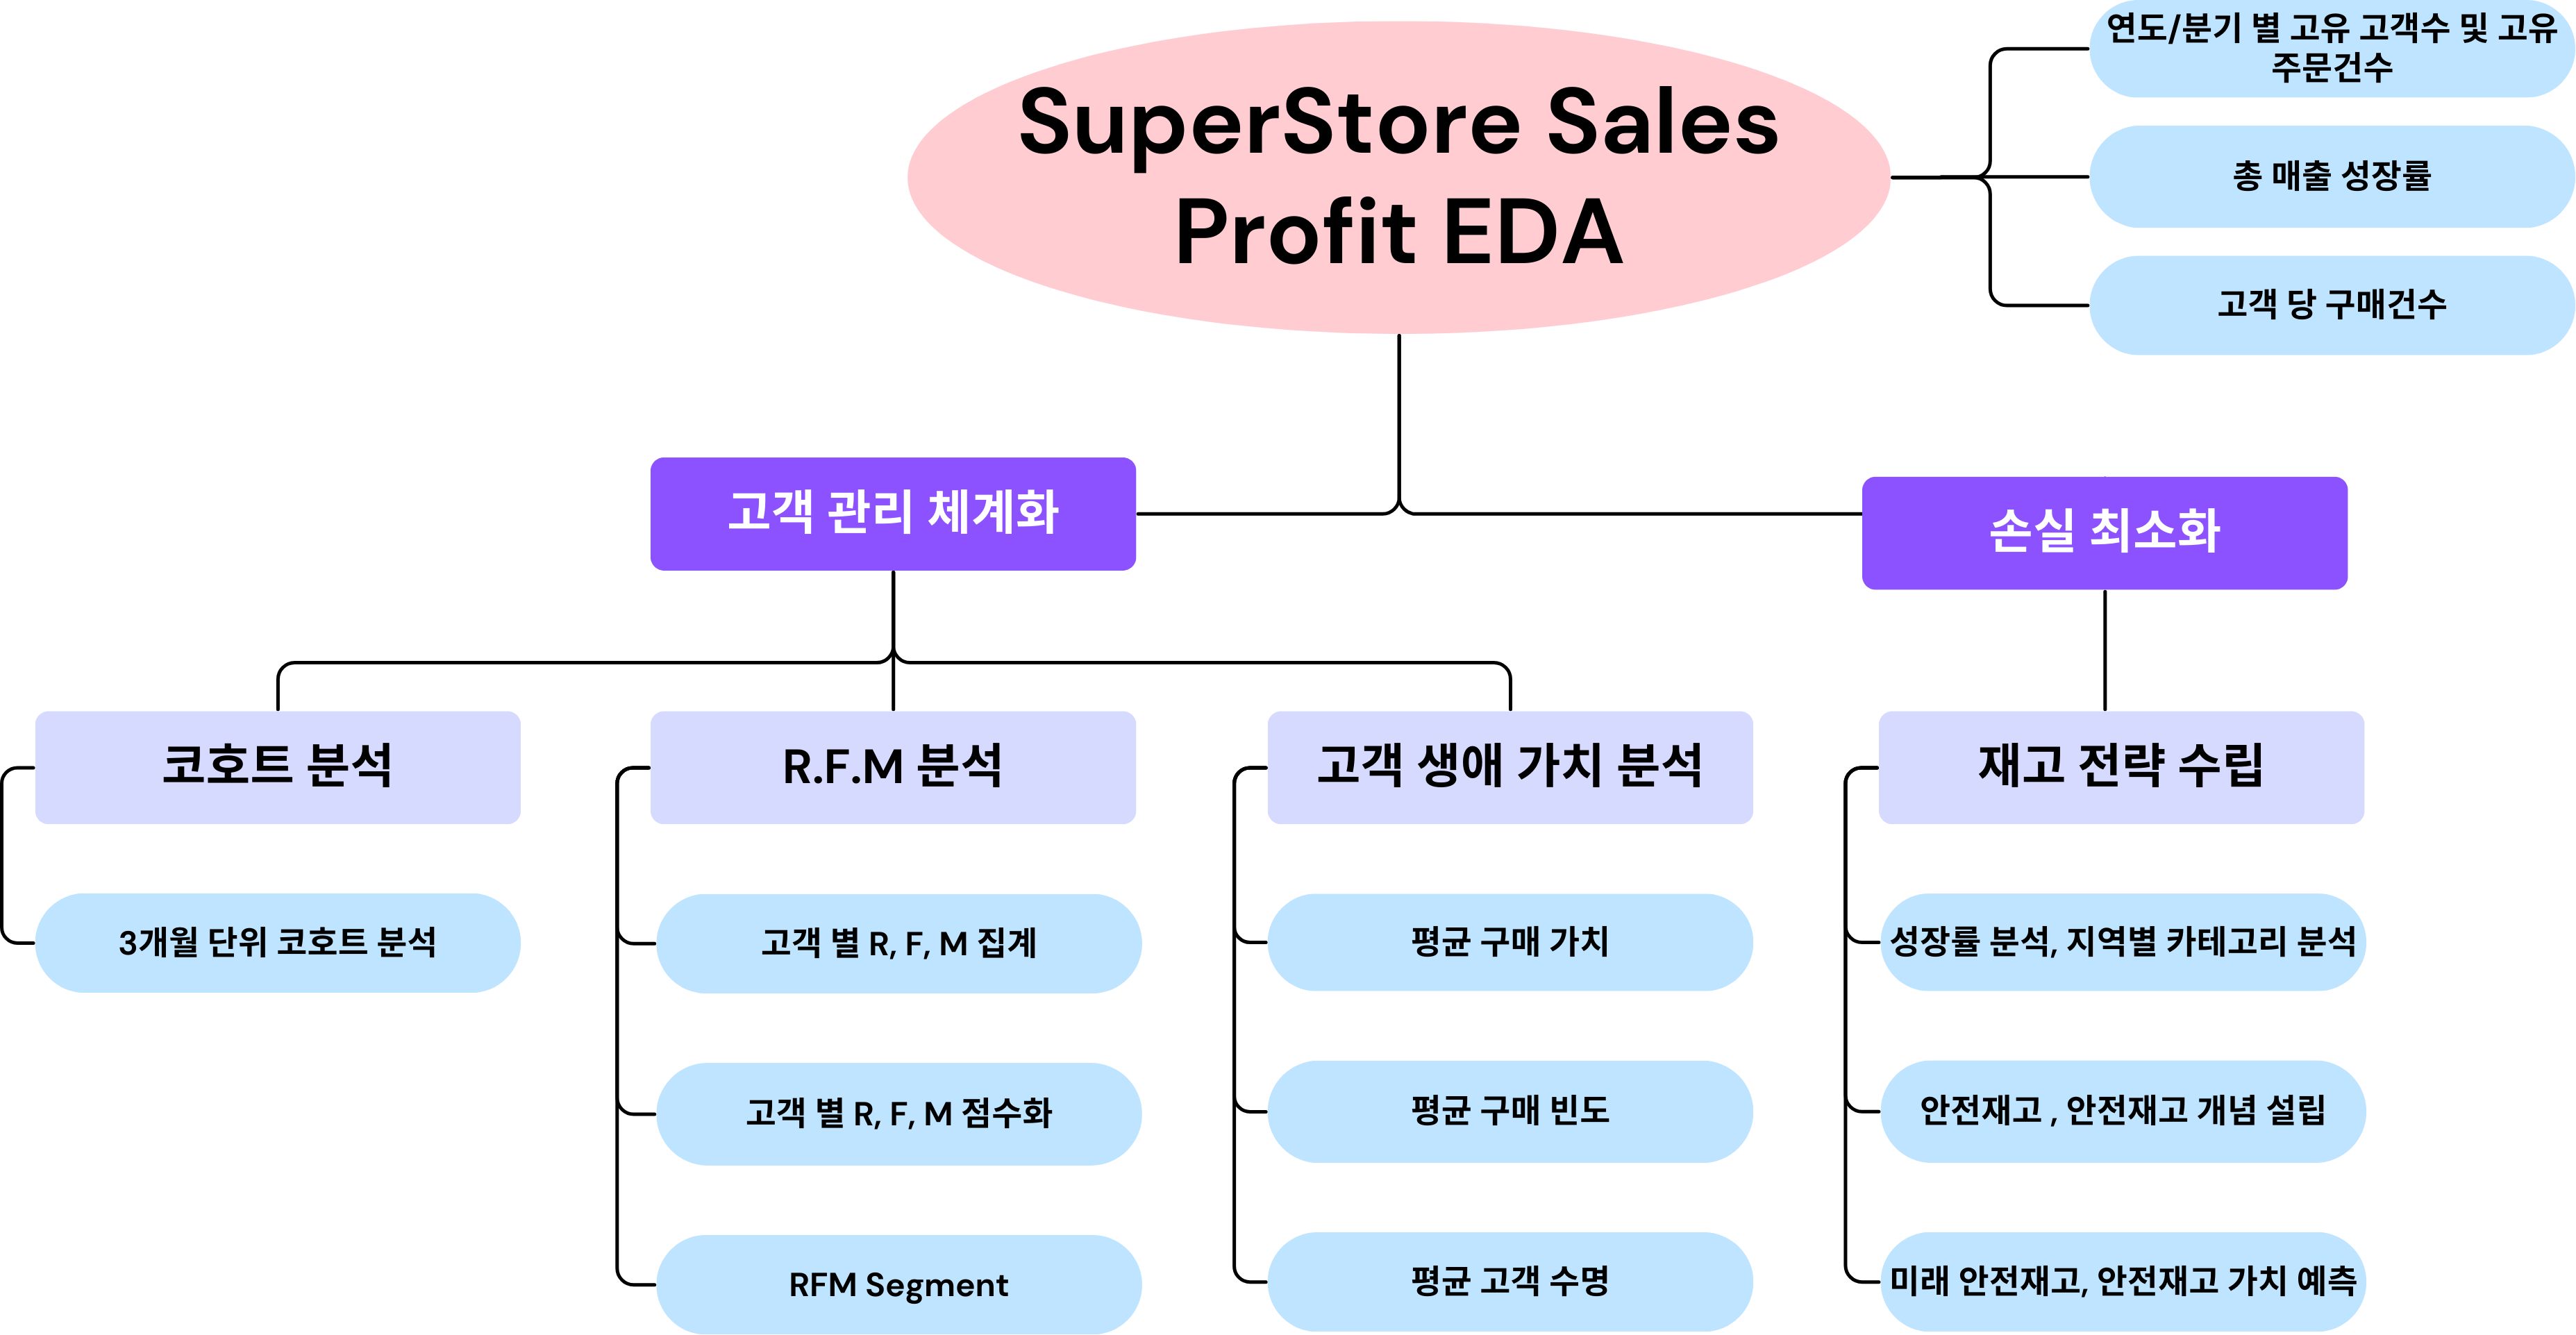 SuperStore Sales
Profit EDA
연도/분기 별 고유 고객수 및 고유
주문건수
총 매출 성장률
고객 당 구매건수
고객 관리 체계화
손실 최소화
코호트 분석
R.F.M 분석
고객 생애 가치 분석
재고 전략 수립
3개월 단위 코호트 분석
고객 별 R, F, M 집계
평균 구매 가치
성장률 분석, 지역별 카테고리 분석
고객 별 R, F, M 점수화
평균 구매 빈도
안전재고 , 안전재고 개념 설립
RFM Segment
평균 고객 수명
미래 안전재고, 안전재고 가치 예측